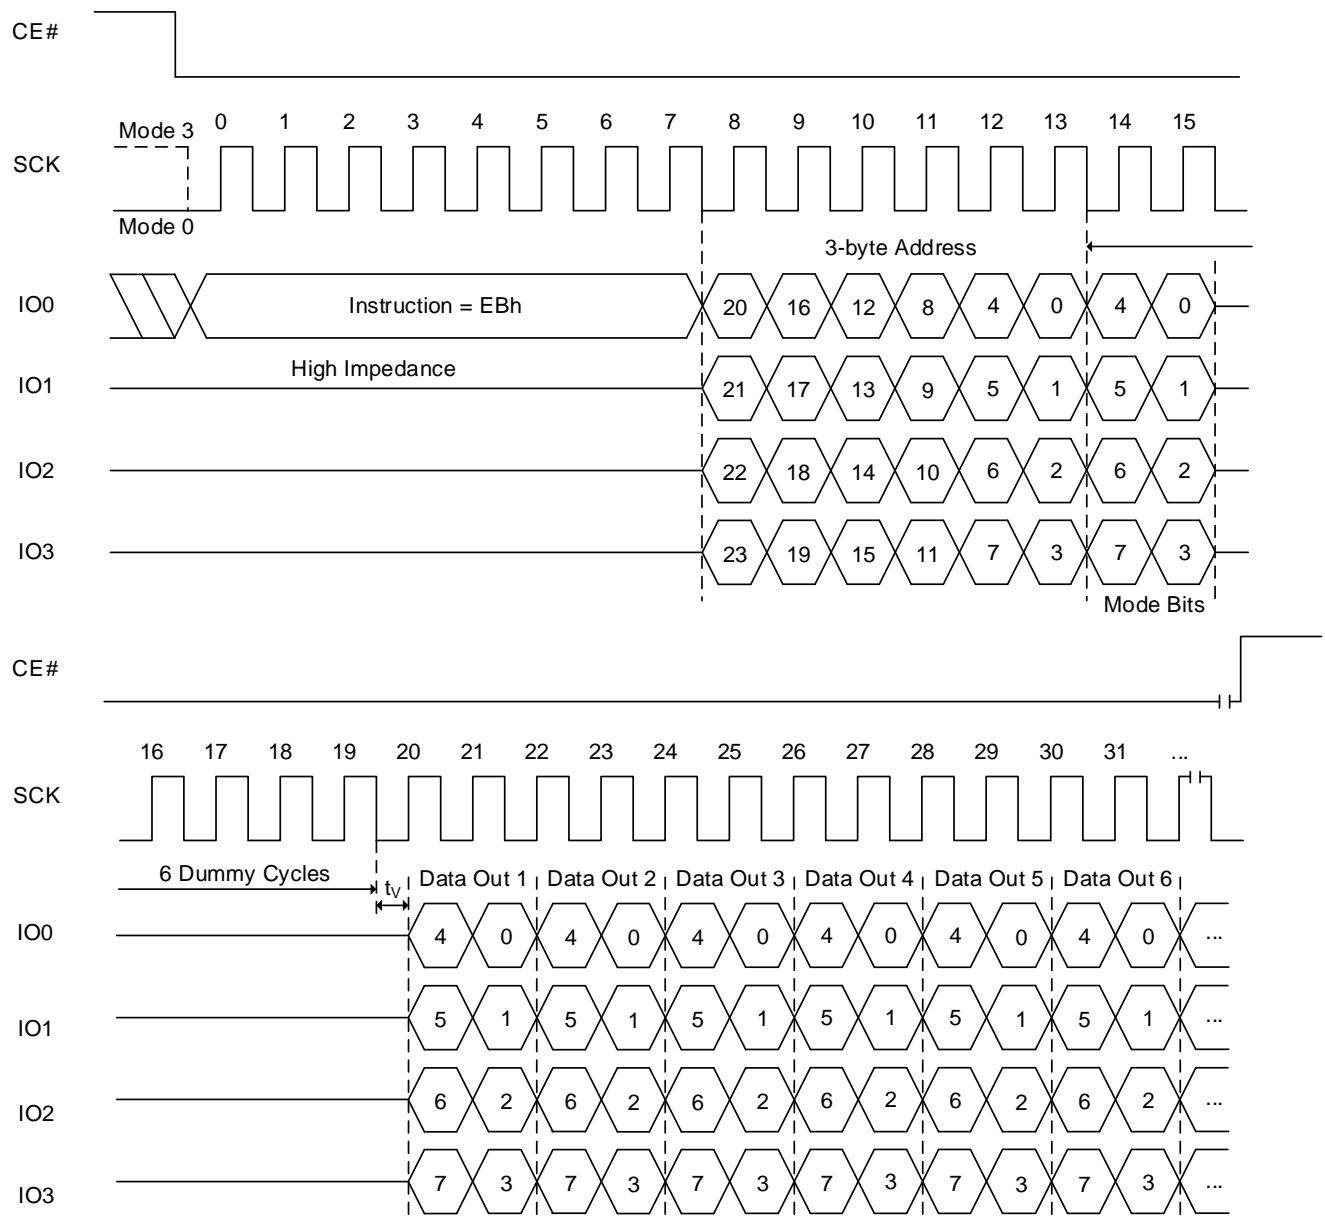 CE#
Mode 3 0 1 2 3 4 5 6 7 8 9 10 11 12 13 14 15
SCK
Mode 0
3-byte Address
IO0 Instruction = EBh 20 16 12 8 4 0 4 0
High Impedance
IO1 21 17 13 9 5 1 5 1
IO2 22 18 14 10 6 2 6 2
IO3 23 19 15 11 7 3 7 3
Mode Bits
CE#
16 17 18 19 20 21 22 23 24 25 26 27 28 29 30 31 ...
SCK
6 Dummy Cycles tV Data Out 1 Data Out 2 Data Out 3 Data Out 4 Data Out 5 Data Out 6
IO0 4 0 4 0 4 0 4 0 4 0 4 0 ...
IO1 5 1 5 1 5 1 5 1 5 1 5 1 ...
IO2 6 2 6 2 6 2 6 2 6 2 6 2 ...
IO3 7 3 7 3 7 3 7 3 7 3 7 3 ...